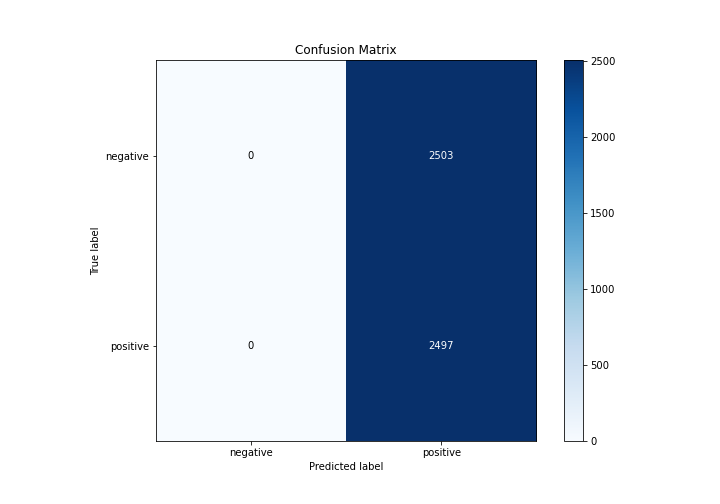 Confusion Matrix
2500
2000
1500
1000
500
0
True label
negative
positive
0
2503
0
2497
negative
positive
Predicted label